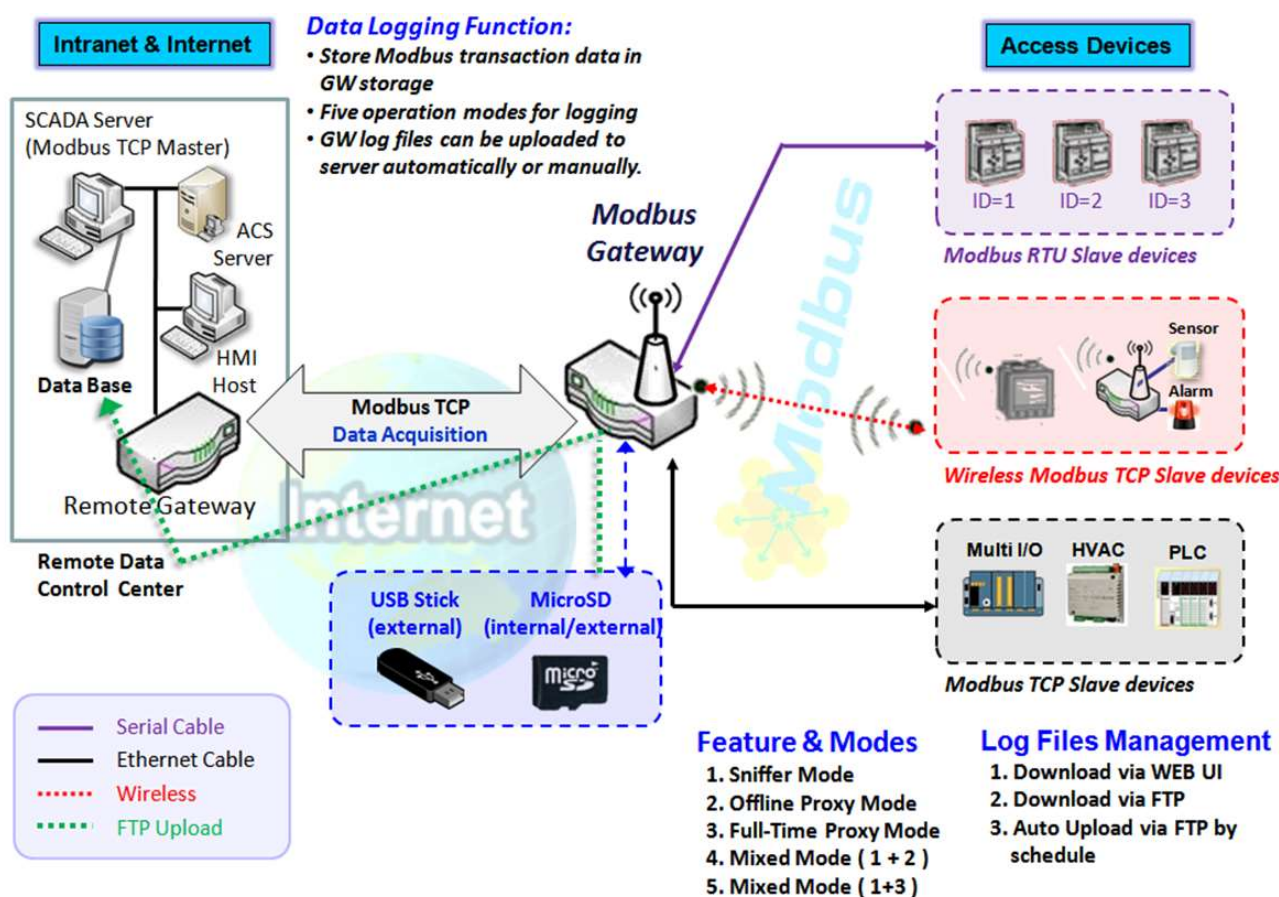 Intranet & Internet
Data Logging Function:
• Store Modbus transaction data in
GW storage
• Five operation modes for logging
• GW log files can be uploaded to
server automatically or manually.
Access Devices
SCADA Server
(Modbus TCP Master)
ACS
Server
HMI
Host
Data Base
Remote Gateway
Remote Data
Control Center
Modbus TCP
Data Acquisition
Internet
Modbus
Gateway
Modbus
ID=1
ID=2
ID=3
Modbus RTU Slave devices
Sensor
Alarm
Wireless Modbus TCP Slave devices
Multi I/O
HVAC
PLC
Modbus TCP Slave devices
USB Stick
(external)
MicroSD
(internal/external)
micro
SD
Serial Cable
Ethernet Cable
Wireless
FTP Upload
Feature & Modes
1. Sniffer Mode
2. Offline Proxy Mode
3. Full-Time Proxy Mode
4. Mixed Mode ( 1 + 2 )
5. Mixed Mode ( 1+3 )
Log Files Management
1. Download via WEB UI
2. Download via FTP
3. Auto Upload via FTP by
schedule